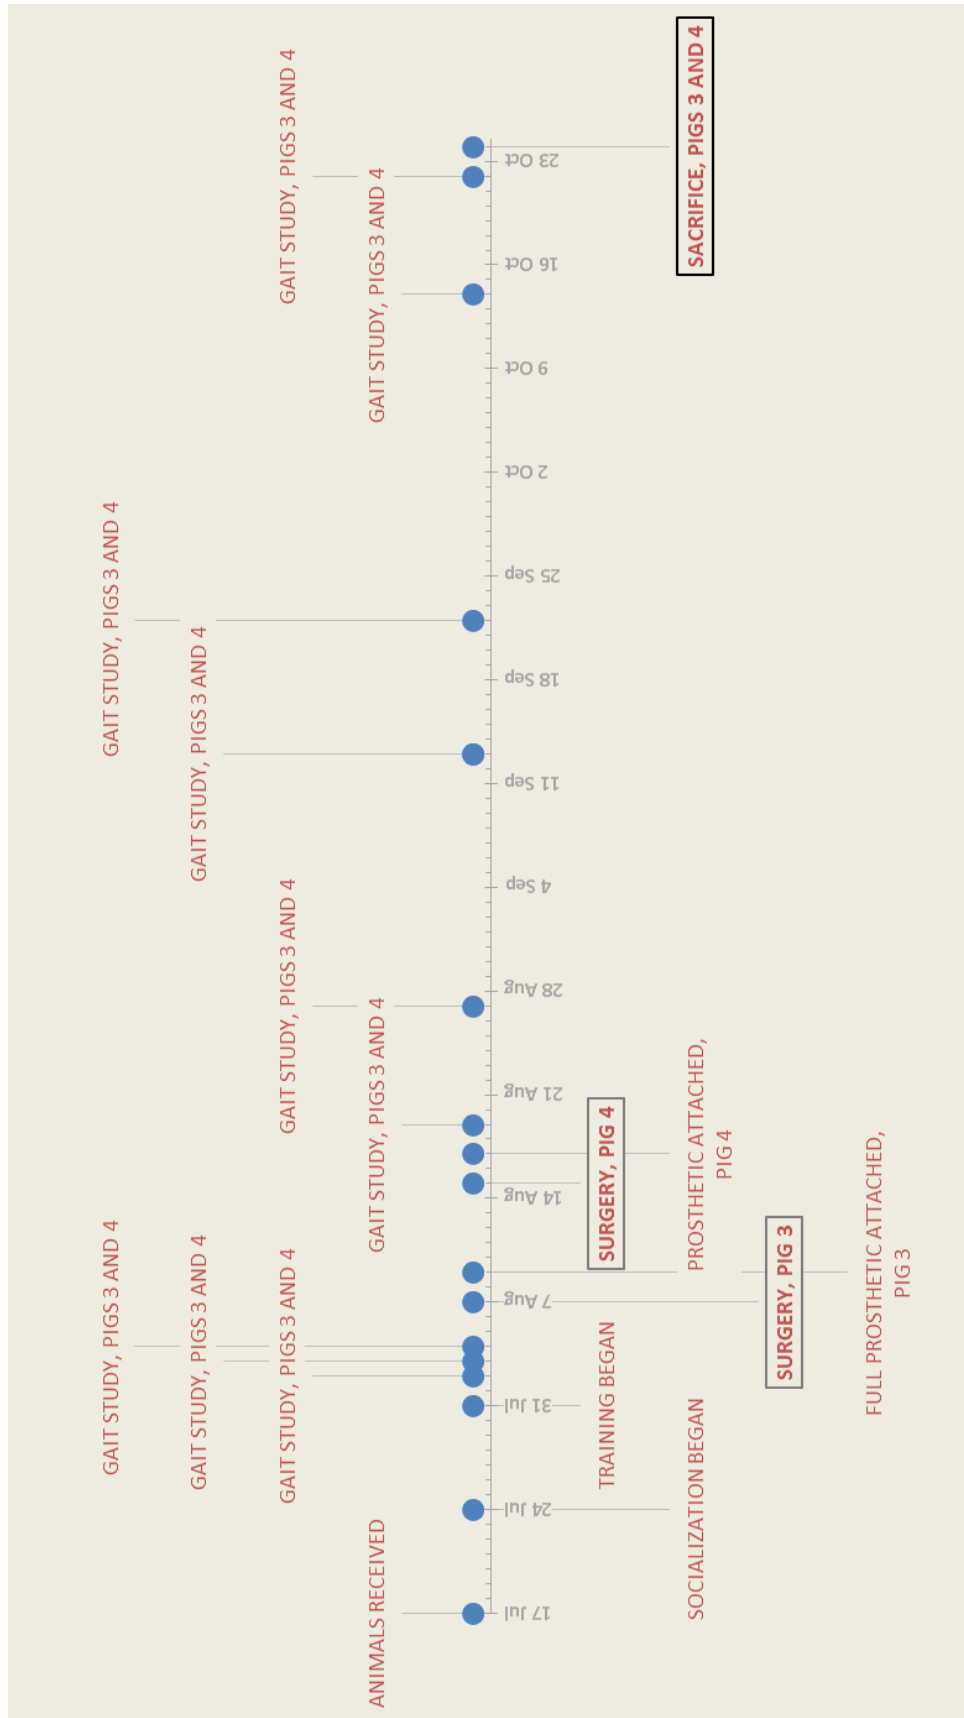 GAIT STUDY, PIGS 3 AND 4
GAIT STUDY, PIGS 3 AND 4
GAIT STUDY, PIGS 3 AND 4
GAIT STUDY, PIGS 3 AND 4
GAIT STUDY, PIGS 3 AND 4
GAIT STUDY, PIGS 3 AND 4
GAIT STUDY, PIGS 3 AND 4
ANIMALS RECEIVED
GAIT STUDY, PIGS 3 AND 4
GAIT STUDY, PIGS 3 AND 4
17 Jul
24 Jul
31 Jul
7 Aug
14 Aug
21 Aug
28 Aug
4 Sep
11 Sep
18 Sep
25 Sep
2 Oct
9 Oct
16 Oct
23 Oct
TRAINING BEGAN
SURGERY, PIG 4
SOCIALIZATION BEGAN
PROSTHETIC ATTACHED,
PIG 4
SACRIFICE, PIGS 3 AND 4
SURGERY, PIG 3
FULL PROSTHETIC ATTACHED,
PIG 3